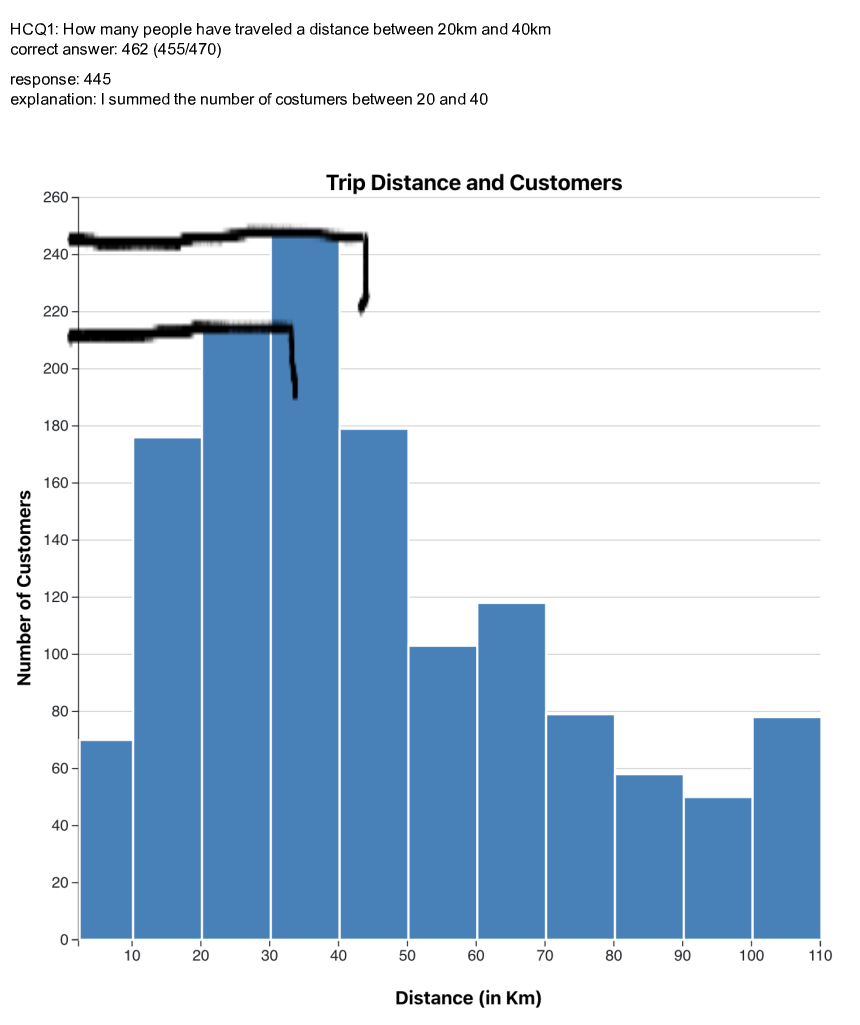 HCQ1: How many people have traveled a distance between 20km and 40km
correct answer: 462 (455/470)
response: 445
explanation: I summed the number of costumers between 20 and 40
Trip Distance and Customers
260
240
220
200
180
160
140
120
100
80
60
40
20
0
Number of Customers
10 20 30 40 50 60 70 80 90 100 110
Distance (in Km)